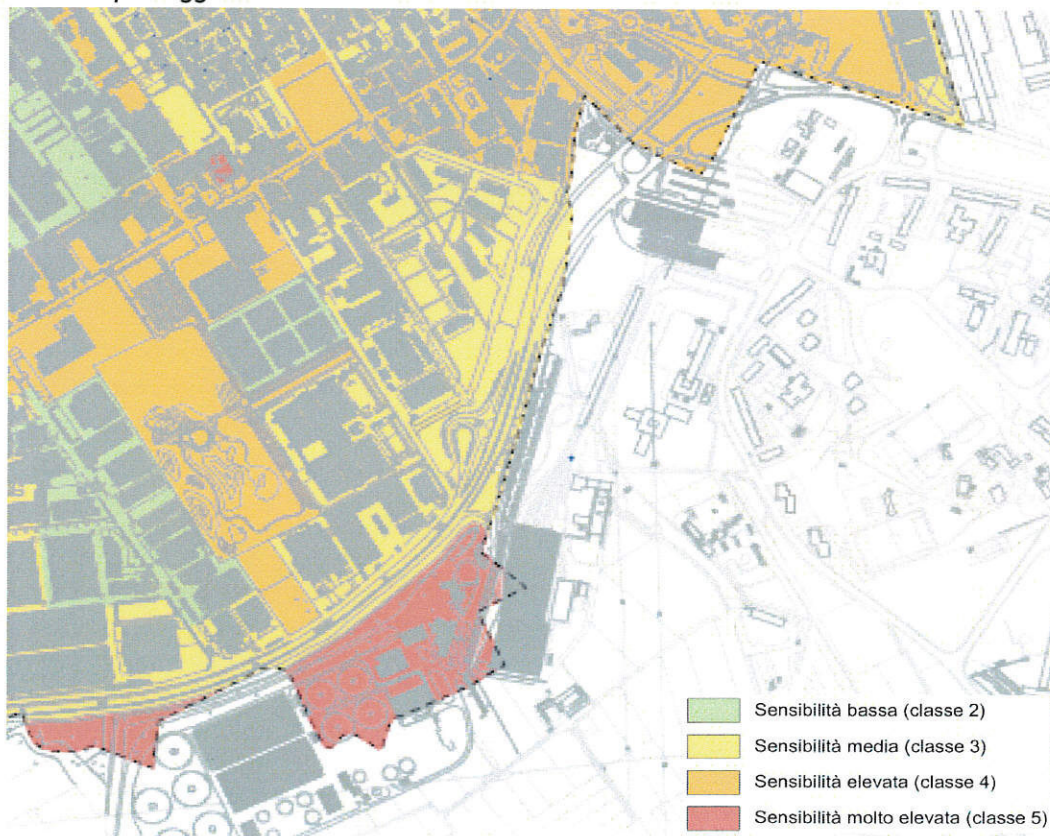 Sensibilità bassa (classe 2)
Sensibilità media (classe 3)
Sensibilità elevata (classe 4)
Sensibilità molto elevata (classe 5)